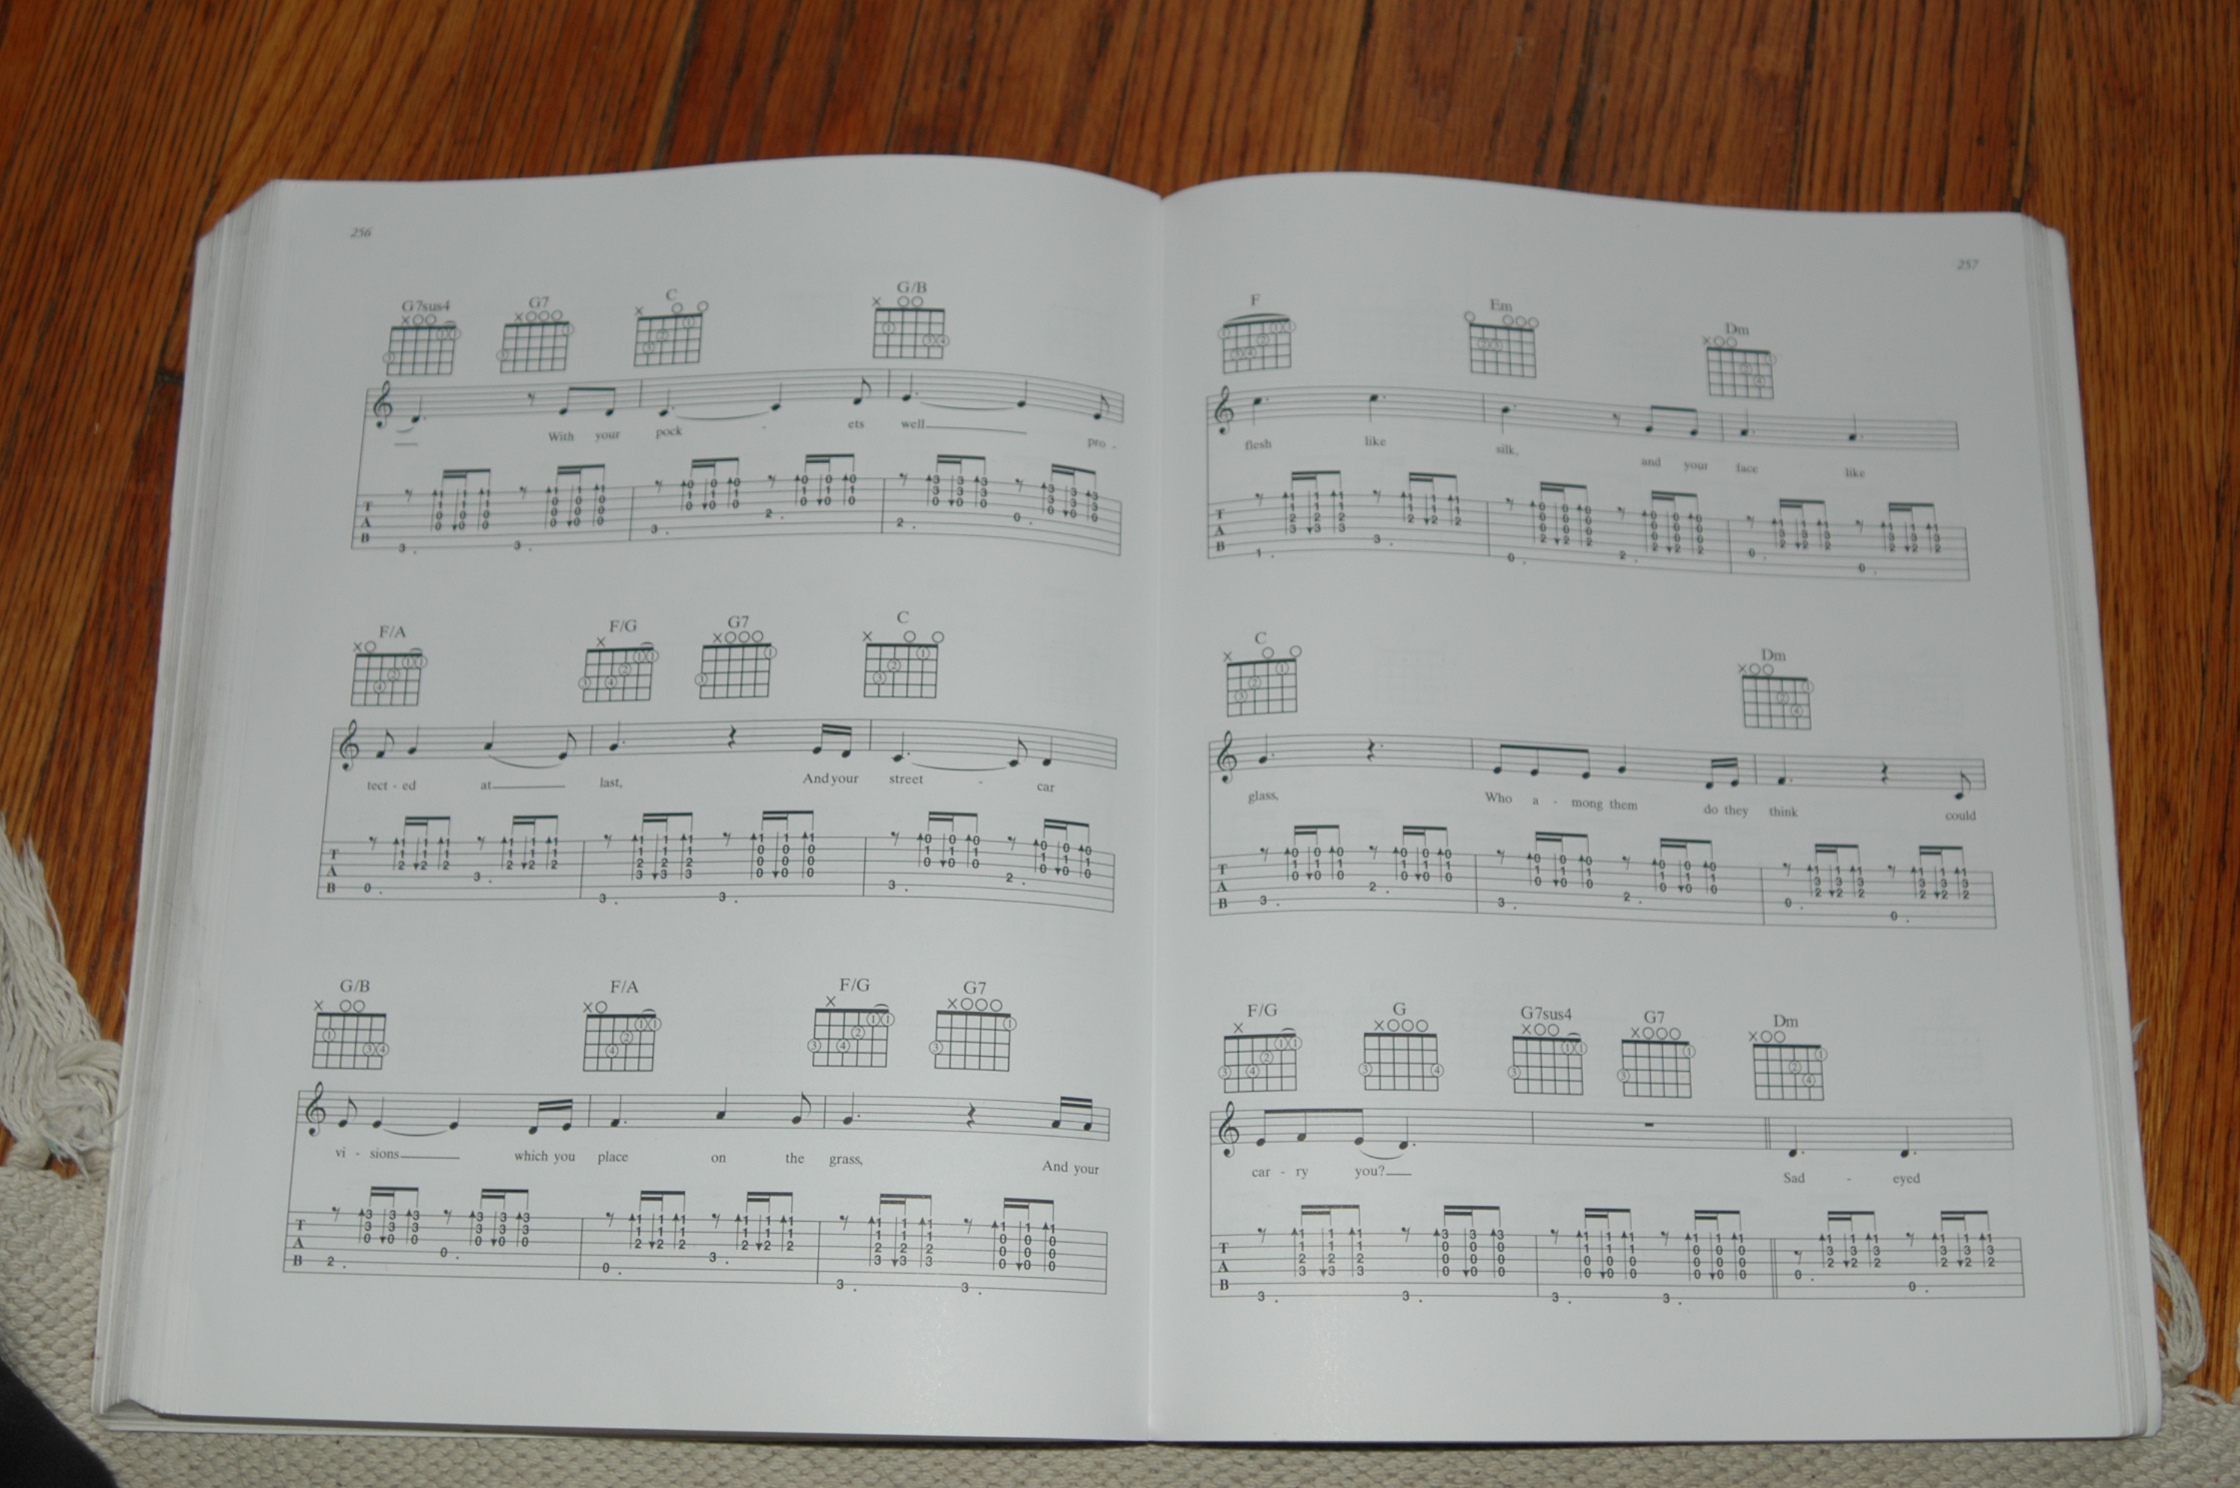 256
G7sus4 G7 C G/B
With your pock - ets well pro -
T
A
B
F/A F/G G7 C
tect - ed at last, And your street - car
T
A
B
G/B F/A F/G G7
vi - sions which you place on the grass, And your
T
A
B
257
F Em Dm
flesh like silk, and your face like
T
A
B
C Dm
glass, Who a - mong them do they think could
T
A
B
F/G G G7sus4 G7 Dm
car - ry you? Sad - eyed
T
A
B